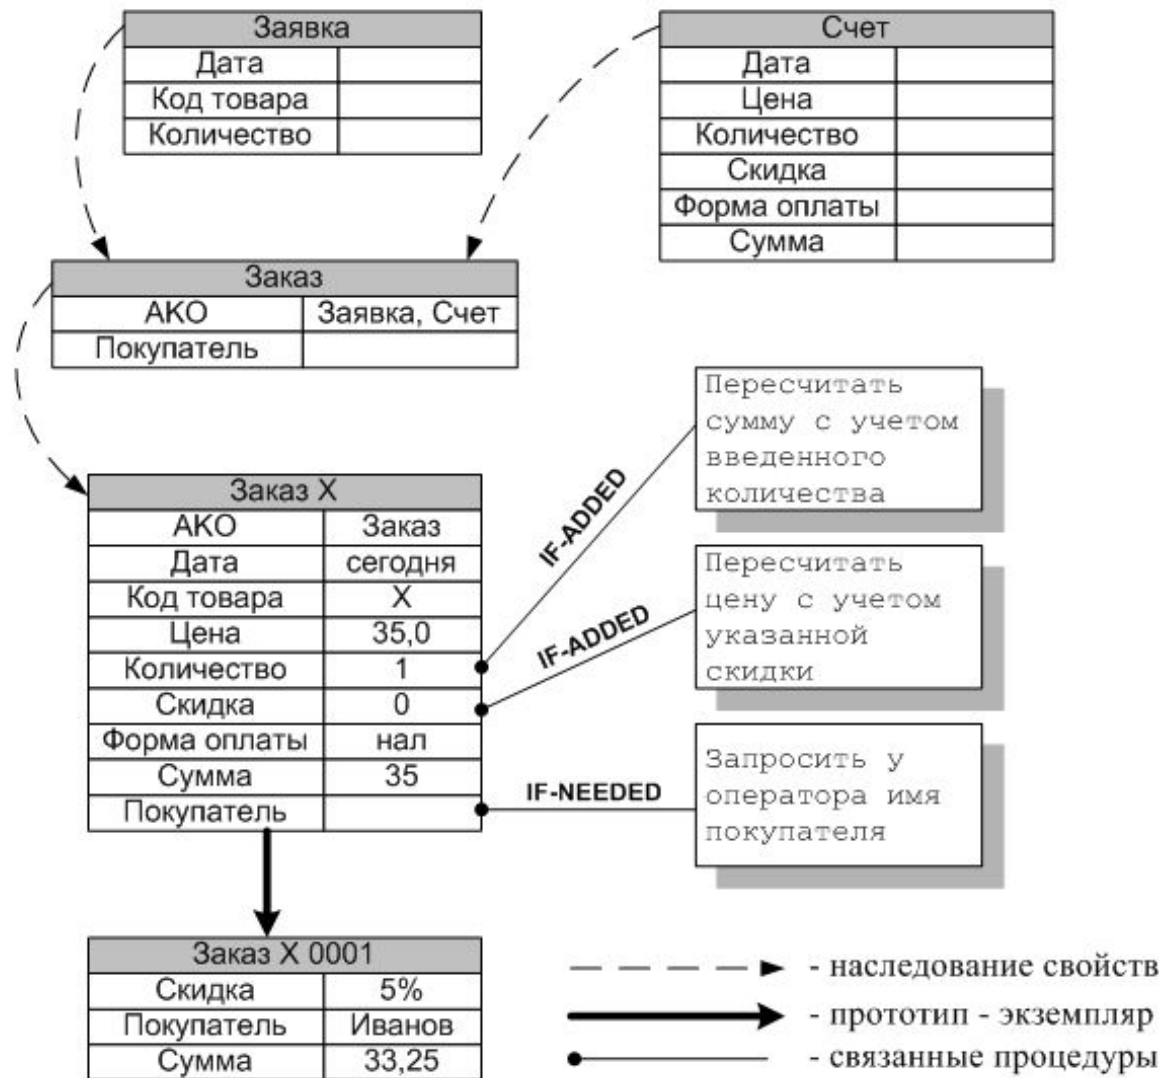 Заявка
Дата
Код товара
Количество
Счет
Дата
Цена
Количество
Скидка
Форма оплаты
Сумма
Заказ
АКО Заявка, Счет
Покупатель
Заказ X
АКО Заказ
Дата сегодня
Код товара X
Цена 35,0
Количество 1
Скидка 0
Форма оплаты нал
Сумма 35
Покупатель
IF-ADDED
Пересчитать
сумму с учетом
введенного
количества
IF-ADDED
Пересчитать
цену с учетом
указанной
скидки
IF-NEEDED
Запросить у
оператора имя
покупателя
Заказ X 0001
Скидка 5%
Покупатель Иванов
Сумма 33,25
- наследование свойств
- прототип - экземпляр
- связанные процедуры